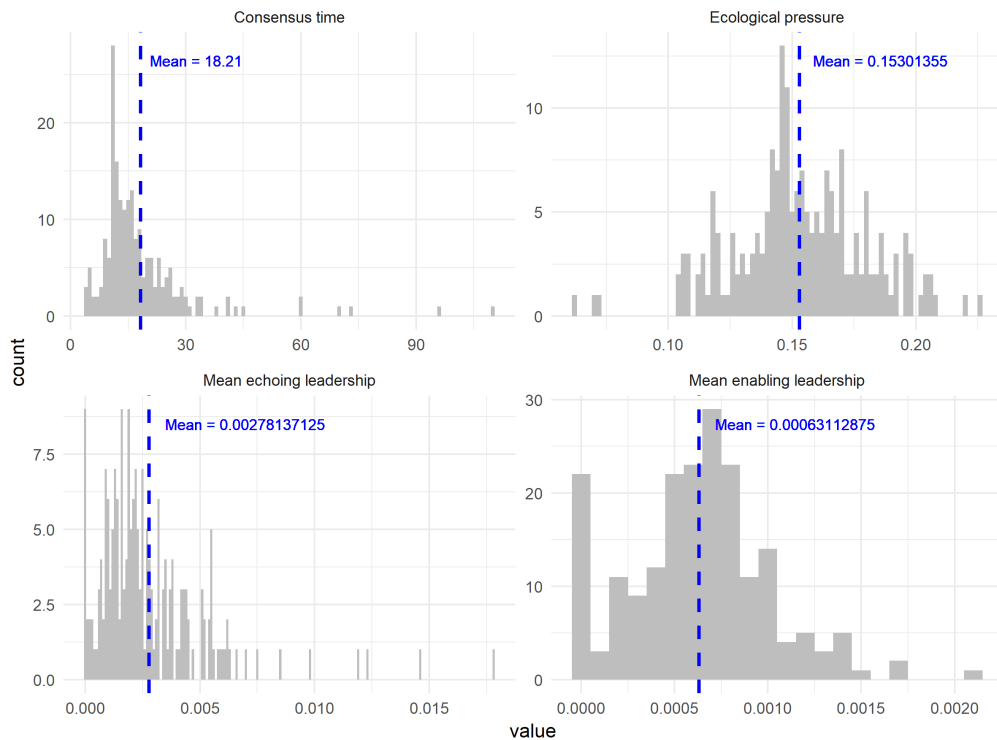 Consensus time
Ecological pressure
Mean = 18.21
Mean = 0.15301355
20
10
0
10
5
0
0 30 60 90
0.10 0.15 0.20
count
Mean echoing leadership
Mean enabling leadership
Mean = 0.00278137125
Mean = 0.00063112875
7.5
5.0
2.5
0.0
30
20
10
0
0.000 0.005 0.010 0.015
0.0000 0.0005 0.0010 0.0015 0.0020
value